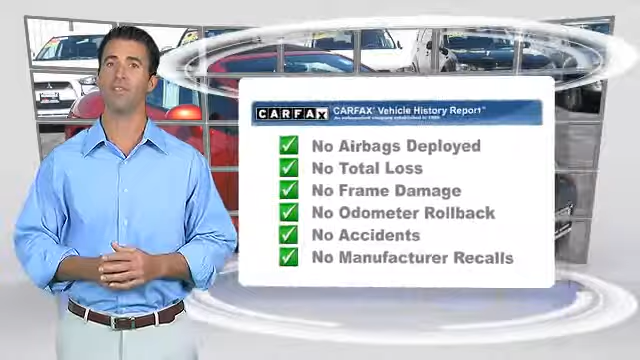 CARFAX CARFAX Vehicle History Report™
An independent company established in 1986
No Airbags Deployed
No Total Loss
No Frame Damage
No Odometer Rollback
No Accidents
No Manufacturer Recalls